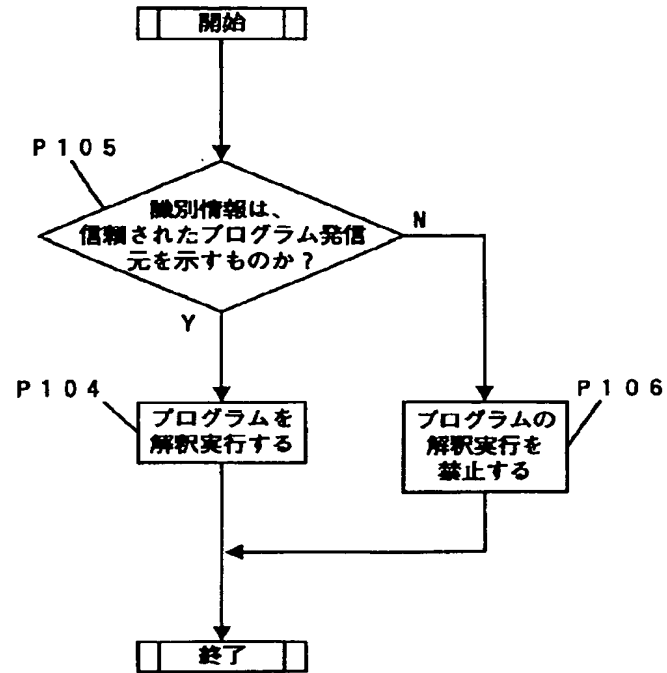 開始
P105
識別情報は、
信頼されたプログラム発信
元を示すものか？
N
Y
P104
プログラムを
解釈実行する
P106
プログラムの
解釈実行を
禁止する
終了